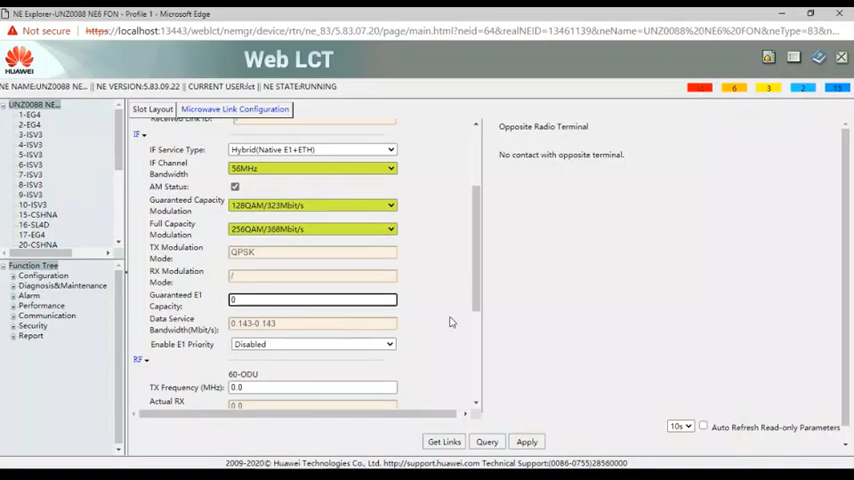 NE Explorer-UNZ0088 NE6 FON - Profile 1 - Microsoft Edge
Not secure https://localhost:13443/weblct/nemgr/device/rtn/ne_83/5.83.07.20/page/main.html?neid=64&realNEID=13461139&neName=UNZ0088%20NE6%20FON&neType=83&n
HUAWEI
Web LCT
NE NAME:UNZ0088 NE... || NE VERSION:5.83.09.22 || CURRENT USER:lct || NE STATE:RUNNING
6
3
2
UNZ0088 NE...
1-EG4
2-EG4
3-ISV3
4-ISV3
5-ISV3
6-ISV3
7-ISV3
8-ISV3
9-ISV3
10-ISV3
15-CSHNA
16-SL4D
17-EG4
20-CSHNA
Function Tree
Configuration
Diagnosis&Maintenance
Alarm
Performance
Communication
Security
Report
Slot Layout
Microwave Link Configuration
Received Link ID: /
IF
IF Service Type: Hybrid(Native E1+ETH)
IF Channel
Bandwidth
56MHz
AM Status:
Guaranteed Capacity
Modulation
128QAM/323Mbit/s
Full Capacity
Modulation
256QAM/368Mbit/s
TX Modulation
Mode:
QPSK
RX Modulation
Mode:
/
Guaranteed E1
Capacity:
0
Data Service
Bandwidth(Mbit/s):
0.143-0.143
Enable E1 Priority Disabled
RF
60-ODU
TX Frequency (MHz): 0.0
Actual RX 0.0
Opposite Radio Terminal
No contact with opposite terminal.
10s Auto Refresh Read-only Parameters
Get Links Query Apply
2009-2020© Huawei Technologies Co., Ltd http://support.huawei.com Technical Support:(0086-0755)28560000